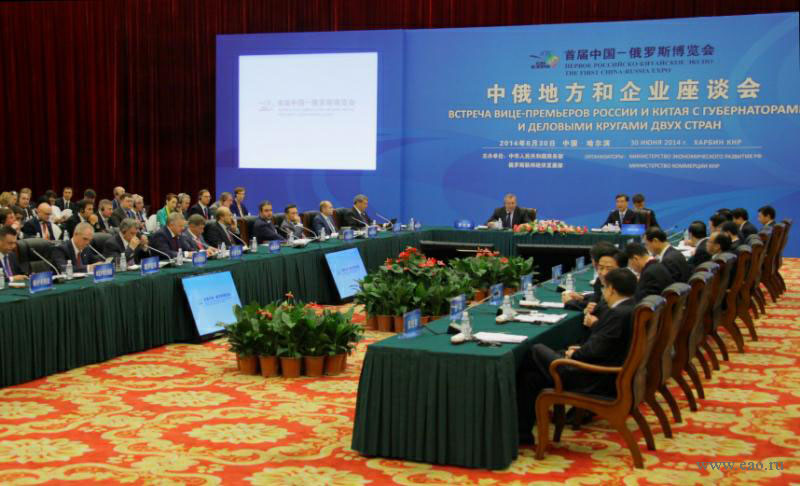 首届中国－俄罗斯博览会
ПЕРВОЕ РОССИЙСКО-КИТАЙСКОЕ ЭКСПО
THE FIRST CHINA-RUSSIA EXPO
中俄地方和企业座谈会
ВСТРЕЧА ВИЦЕ-ПРЕМЬЕРОВ РОССИИ И КИТАЯ С ГУБЕРНАТОРАМИ
И ДЕЛОВЫМИ КРУГАМИ ДВУХ СТРАН
2014年6月30日 中国 哈尔滨 30 ИЮНЯ 2014 г. ХАРБИН КНР
主办单位：中华人民共和国商务部 ОРГАНИЗАТОРЫ: МИНИСТЕРСТВО ЭКОНОМИЧЕСКОГО РАЗВИТИЯ РФ
俄罗斯联邦经济发展部 МИНИСТЕРСТВО КОММЕРЦИИ КНР
首届中国－俄罗斯博览会
www.eao.ru